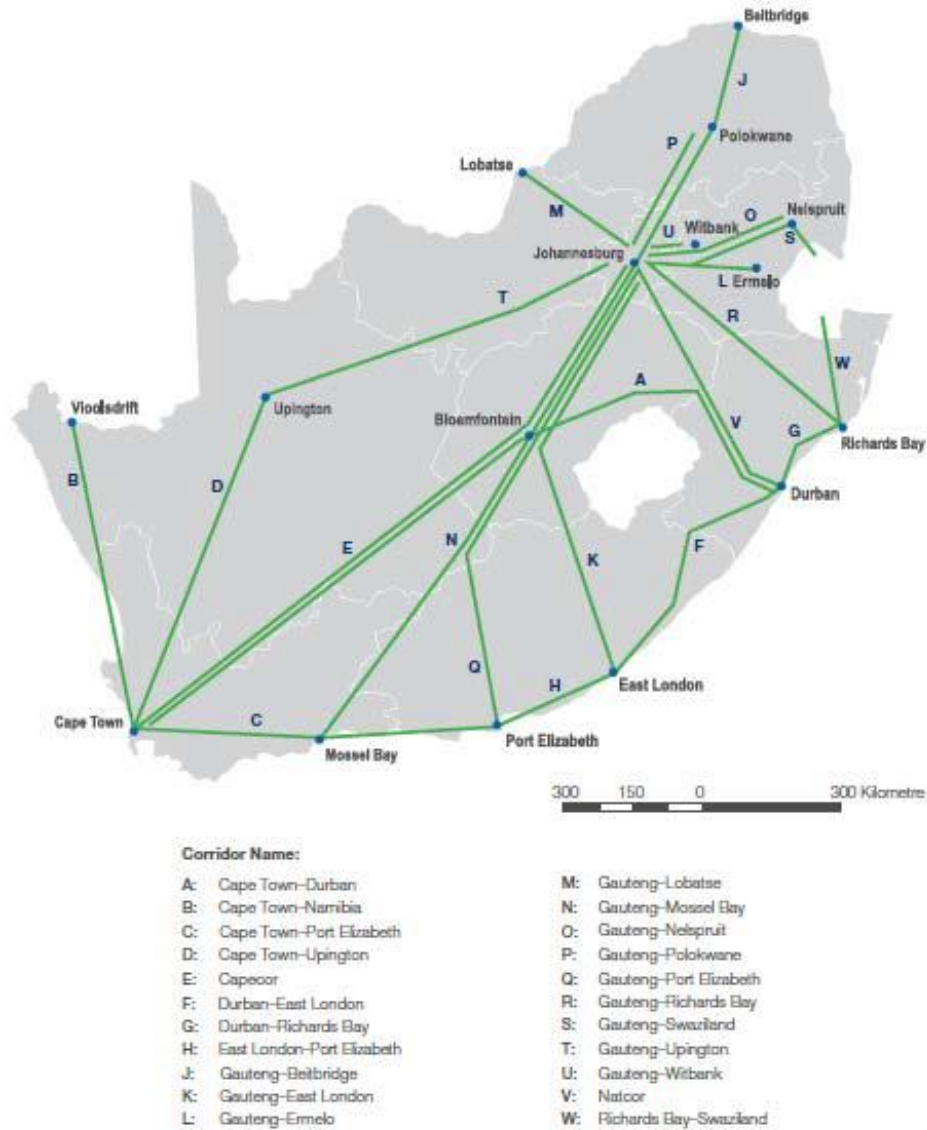 Beitbridge
J
Polokwane
P
Lobatse
M
O
Nelspruit
U
Witbank
S
Johannesburg
L Ermelo
T
R
W
A
Vioolsdrift
Upington
Bloemfontein
V
G
Richards Bay
B
D
Durban
E
N
K
F
Q
H
East London
Cape Town
C
Mossel Bay
Port Elizabeth
300 150 0 300 Kilometre
Corridor Name:
A: Cape Town–Durban
B: Cape Town–Namibia
C: Cape Town–Port Elizabeth
D: Cape Town–Upington
E: Capecor
F: Durban–East London
G: Durban–Richards Bay
H: East London–Port Elizabeth
J: Gauteng–Beitbridge
K: Gauteng–East London
L: Gauteng–Ermelo
M: Gauteng–Lobatse
N: Gauteng–Mossel Bay
O: Gauteng–Nelspruit
P: Gauteng–Polokwane
Q: Gauteng–Port Elizabeth
R: Gauteng–Richards Bay
S: Gauteng–Swaziland
T: Gauteng–Upington
U: Gauteng–Witbank
V: Natcor
W: Richards Bay–Swaziland